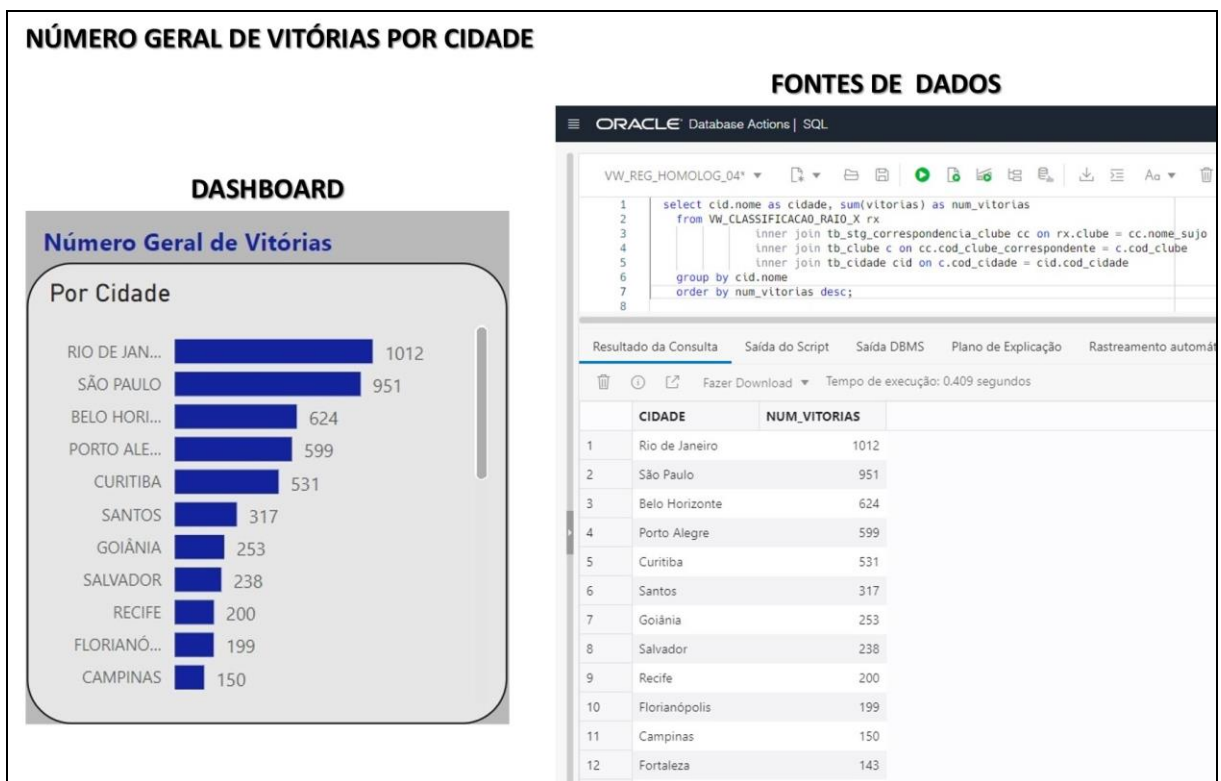 NÚMERO GERAL DE VITÓRIAS POR CIDADE
DASHBOARD
Número Geral de Vitórias
Por Cidade
RIO DE JAN... 1012
SÃO PAULO 951
BELO HORI... 624
PORTO ALE... 599
CURITIBA 531
SANTOS 317
GOIÂNIA 253
SALVADOR 238
RECIFE 200
FLORIANÓ... 199
CAMPINAS 150
FONTES DE DADOS
ORACLE Database Actions | SQL
VW_REG_HOMOLOG_04* Aa
1 select cid.nome as cidade, sum(vitorias) as num_vitorias
2 from VW_CLASSIFICACAO_RAIO_X rx
3 inner join tb_stg_correspondencia_clube cc on rx.clube = cc.nome_sujo
4 inner join tb_clube c on cc.cod_clube_correspondente = c.cod_clube
5 inner join tb_cidade cid on c.cod_cidade = cid.cod_cidade
6 group by cid.nome
7 order by num_vitorias desc;
8
Resultado da Consulta Saída do Script Saída DBMS Plano de Explicação Rastreamento automát
Fazer Download Tempo de execução: 0.409 segundos
CIDADE NUM_VITORIAS
1 Rio de Janeiro 1012
2 São Paulo 951
3 Belo Horizonte 624
4 Porto Alegre 599
5 Curitiba 531
6 Santos 317
7 Goiânia 253
8 Salvador 238
9 Recife 200
10 Florianópolis 199
11 Campinas 150
12 Fortaleza 143